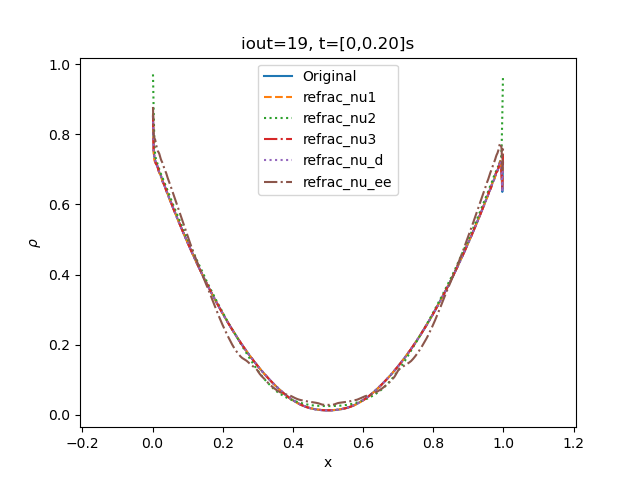 iout=19, t=[0,0.20]s
Original
refrac_nu1
refrac_nu2
refrac_nu3
refrac_nu_d
refrac_nu_ee
1.0
0.8
0.6
0.4
0.2
0.0
ρ
−0.2 0.0 0.2 0.4 0.6 0.8 1.0 1.2
x